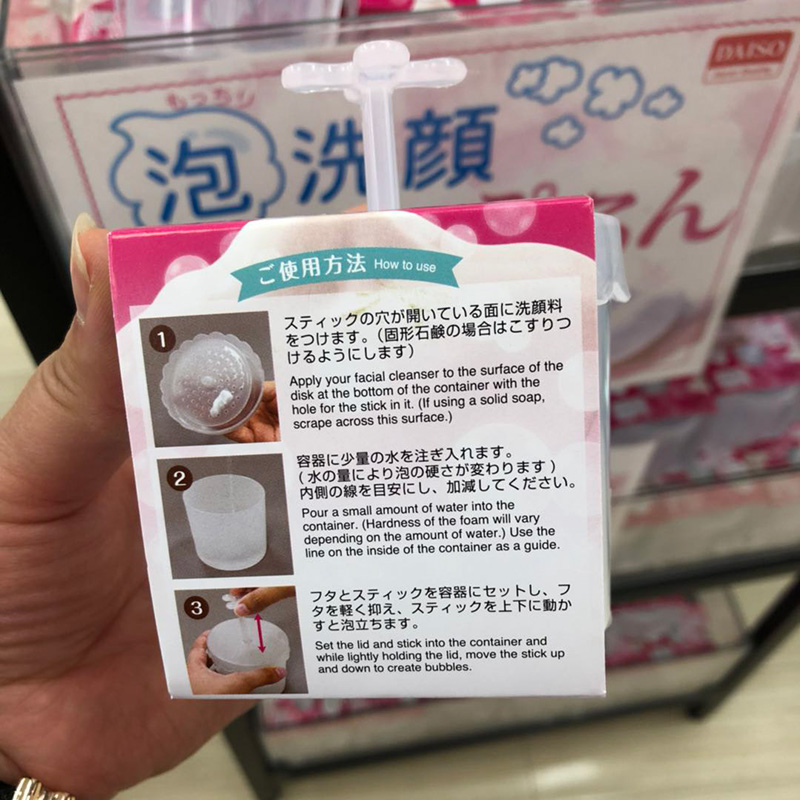 DAISO
もっちり
泡洗顔
ご使用方法 How to use
1
スティックの穴が開いている面に洗顔料
をつけます。(固形石鹸の場合はこすりつ
けるようにします)
Apply your facial cleanser to the surface of the
disk at the bottom of the container with the
hole for the stick in it. (If using a solid soap,
scrape across this surface.)
2
容器に少量の水を注ぎ入れます。
(水の量により泡の硬さが変わります)
内側の線を目安にし、加減してください。
Pour a small amount of water into the
container. (Hardness of the foam will vary
depending on the amount of water.) Use the
line on the inside of the container as a guide.
3
フタとスティックを容器にセットし、フ
タを軽く抑え、スティックを上下に動か
すと泡立ちます。
Set the lid and stick into the container and
while lightly holding the lid, move the stick up
and down to create bubbles.